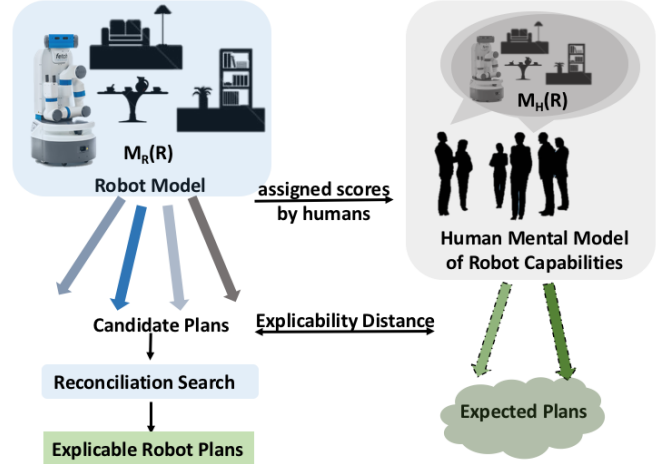 fetch
M_R(R)
Robot Model
M_H(R)
assigned scores
by humans
Human Mental Model
of Robot Capabilities
Candidate Plans
Explicability Distance
Reconciliation Search
Expected Plans
Explicable Robot Plans